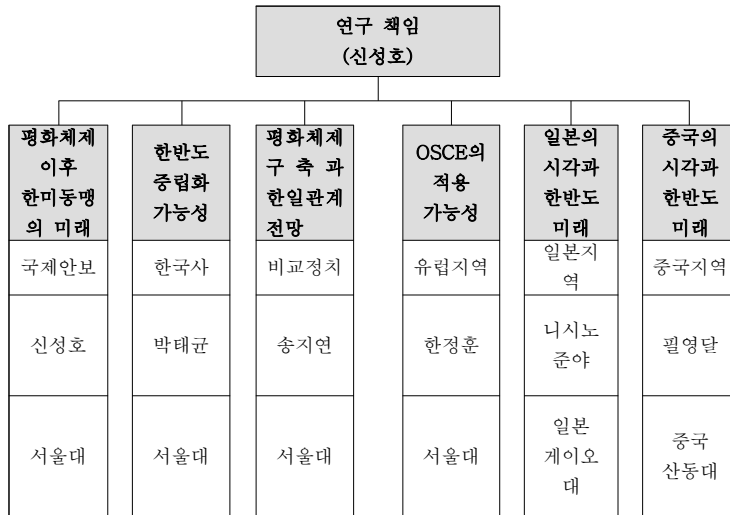 연구 책임
(신성호)
평화체제
이후
한미동맹
의 미래
국제안보
신성호
서울대
한반도
중립화
가능성
한국사
박태균
서울대
평화체제
구 축 과
한일관계
전망
비교정치
송지연
서울대
OSCE의
적용
가능성
유럽지역
한정훈
서울대
일본의
시각과
한반도
미래
일본지
역
니시노
준야
일본
게이오
대
중국의
시각과
한반도
미래
중국지역
필영달
중국
산동대